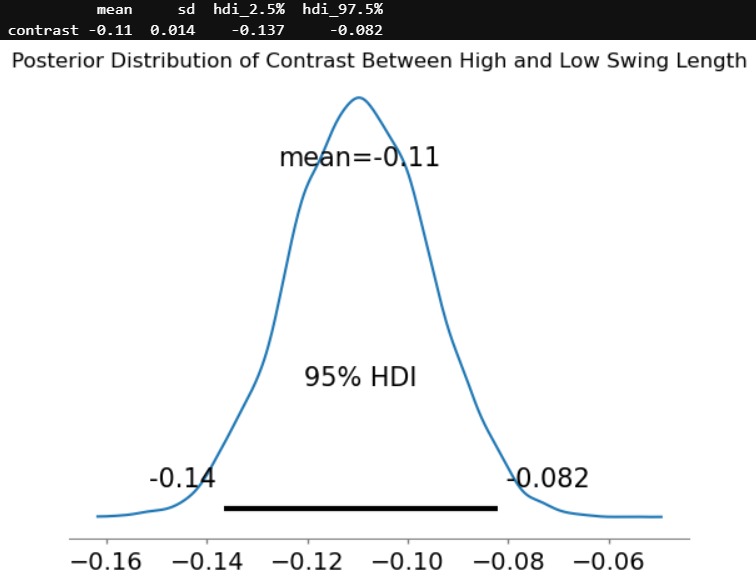 mean sd hdi_2.5% hdi_97.5%
contrast -0.11 0.014 -0.137 -0.082
Posterior Distribution of Contrast Between High and Low Swing Length
mean=-0.11
95% HDI
-0.14 -0.082
−0.16 −0.14 −0.12 −0.10 −0.08 −0.06